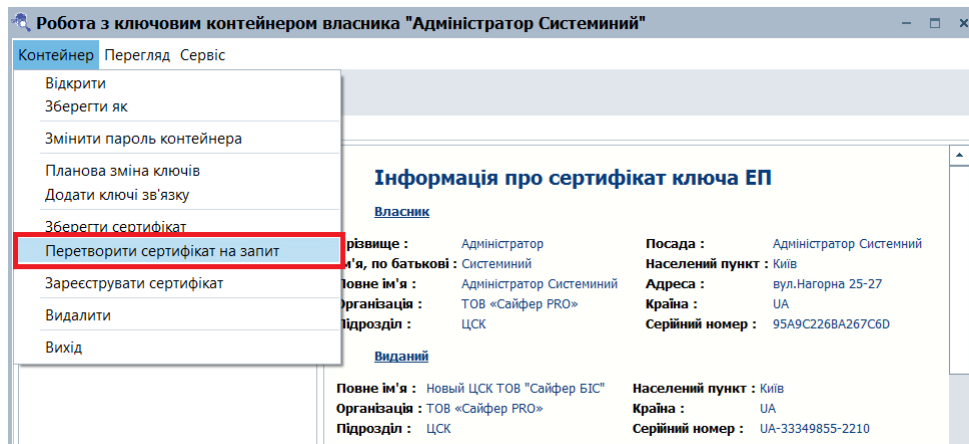 Робота з ключовим контейнером власника "Адміністратор Системиний"
Контейнер Перегляд Сервіс
Відкрити
Зберегти як
Змінити пароль контейнера
Планова зміна ключів
Додати ключі зв'язку
Зберегти сертифікат
Перетворити сертифікат на запит
Зареєструвати сертифікат
Видалити
Вихід
Інформація про сертифікат ключа ЕП
Власник
різвище : Адміністратор Посада : Адміністратор Системний
м'я, по батькові : Системиний Населений пункт : Київ
Повне ім'я : Адміністратор Системиний Адреса : вул.Нагорна 25-27
Організація : ТОВ «Сайфер PRO» Країна : UA
Підрозділ : ЦСК Серійний номер : 95A9C226BA267C6D
Виданий
Повне ім'я : Новый ЦСК ТОВ "Сайфер БІС" Населений пункт : Київ
Організація : ТОВ «Сайфер PRO» Країна : UA
Підрозділ : ЦСК Серійний номер : UA-33349855-2210